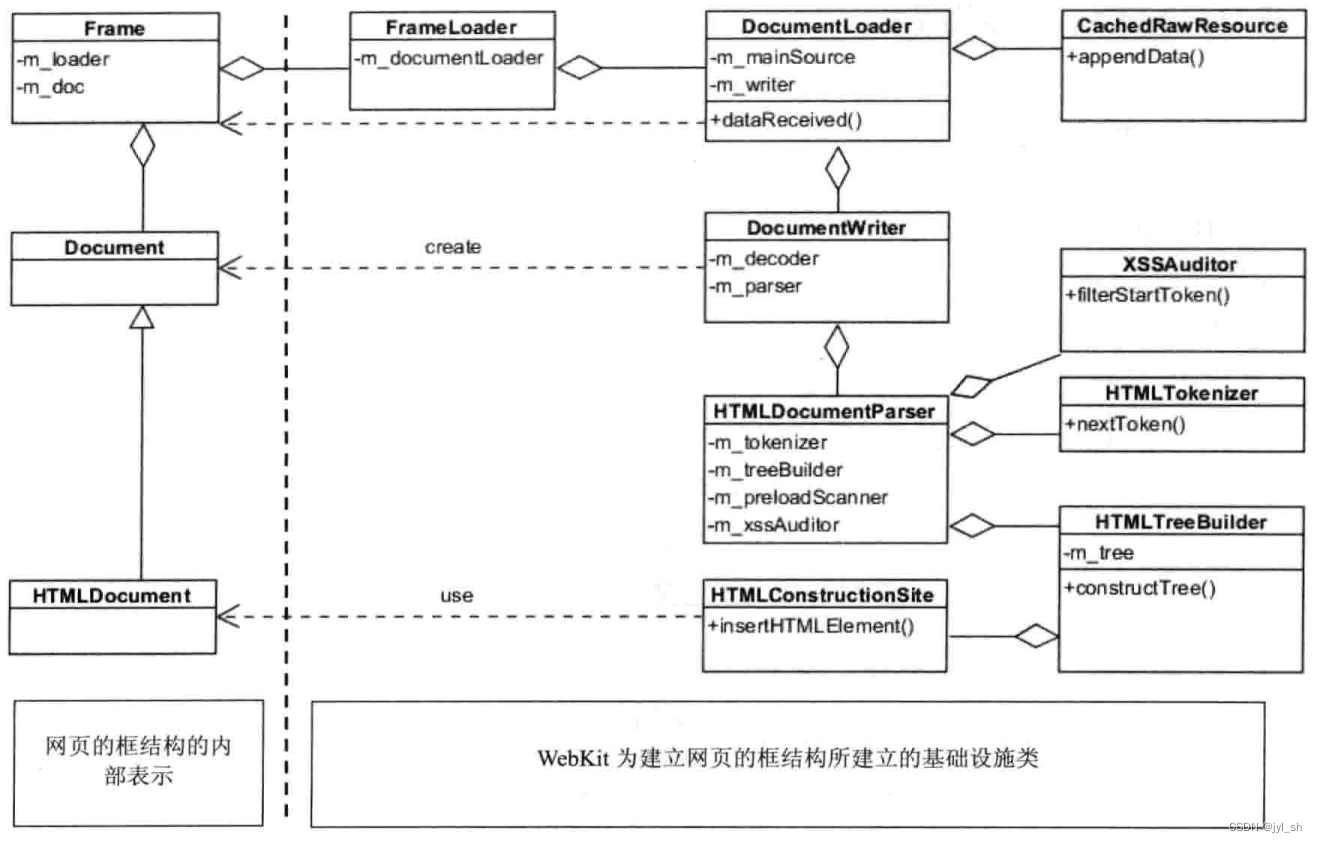 Frame
-m_loader
-m_doc
FrameLoader
-m_documentLoader
DocumentLoader
-m_mainSource
-m_writer
+dataReceived()
CachedRawResource
+appendData()
Document
create
DocumentWriter
-m_decoder
-m_parser
XSSAuditor
+filterStartToken()
HTMLDocumentParser
-m_tokenizer
-m_treeBuilder
-m_preloadScanner
-m_xssAuditor
HTMLTokenizer
+nextToken()
HTMLTreeBuilder
-m_tree
+constructTree()
HTMLDocument
use
HTMLConstructionSite
+insertHTMLElement()
网页的框结构的内
部表示
WebKit 为建立网页的框结构所建立的基础设施类
CSDN @jyl_sh